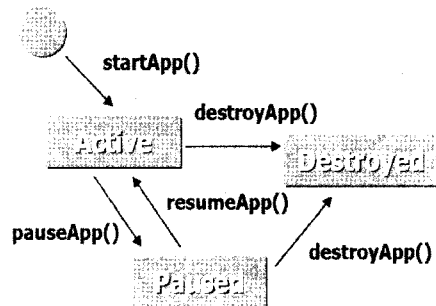 startApp()
destroyApp()
Active
Destroyed
resumeApp()
pauseApp()
destroyApp()
Paused